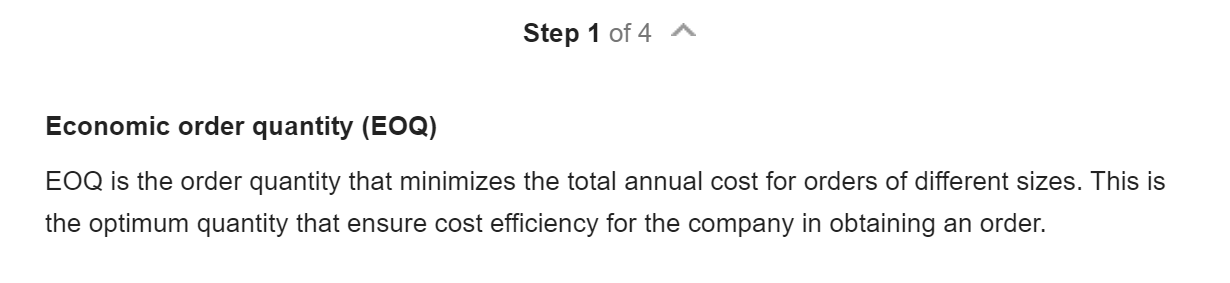 Step 1 of 4
Economic order quantity (EOQ)
EOQ is the order quantity that minimizes the total annual cost for orders of different sizes. This is
the optimum quantity that ensure cost efficiency for the company in obtaining an order.